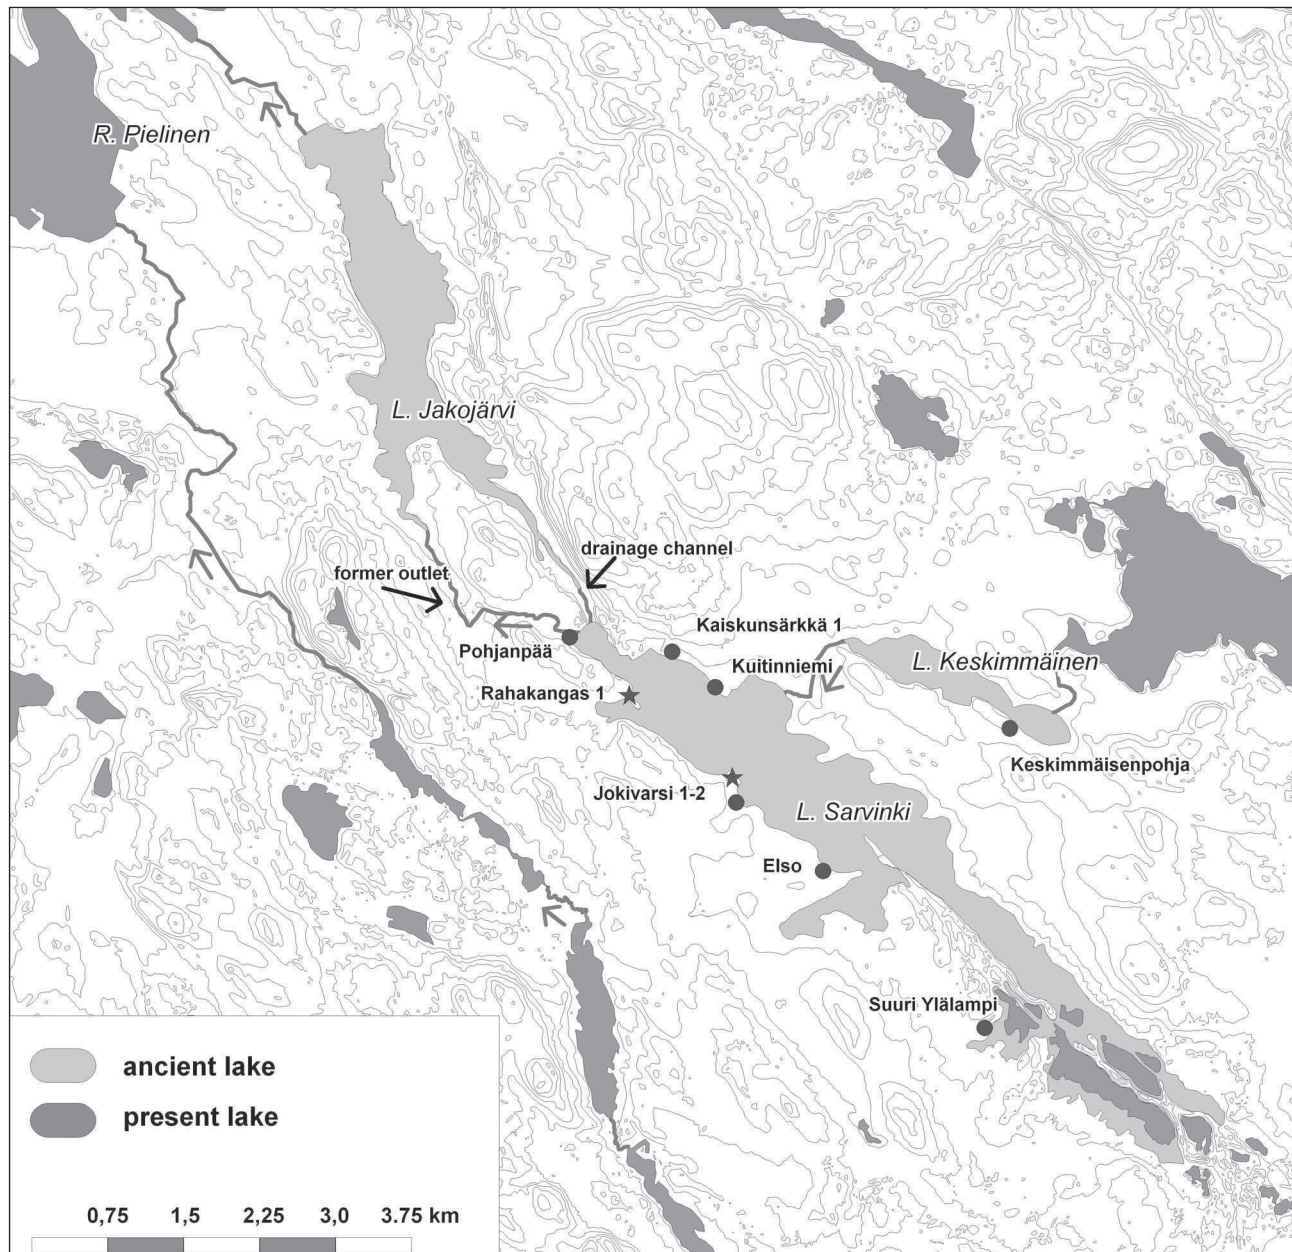 R. Pielinen
L. Jakojärvi
drainage channel
former outlet
Kaiskunsärkkä 1
Pohjanpää
Kuitinniemi
L. Keskimmäinen
Rahakangas 1
Keskimmäisenpohja
Jokivarsi 1-2
L. Sarvinki
Elso
Suuri Ylälampi
ancient lake
present lake
0,75 1,5 2,25 3,0 3.75 km